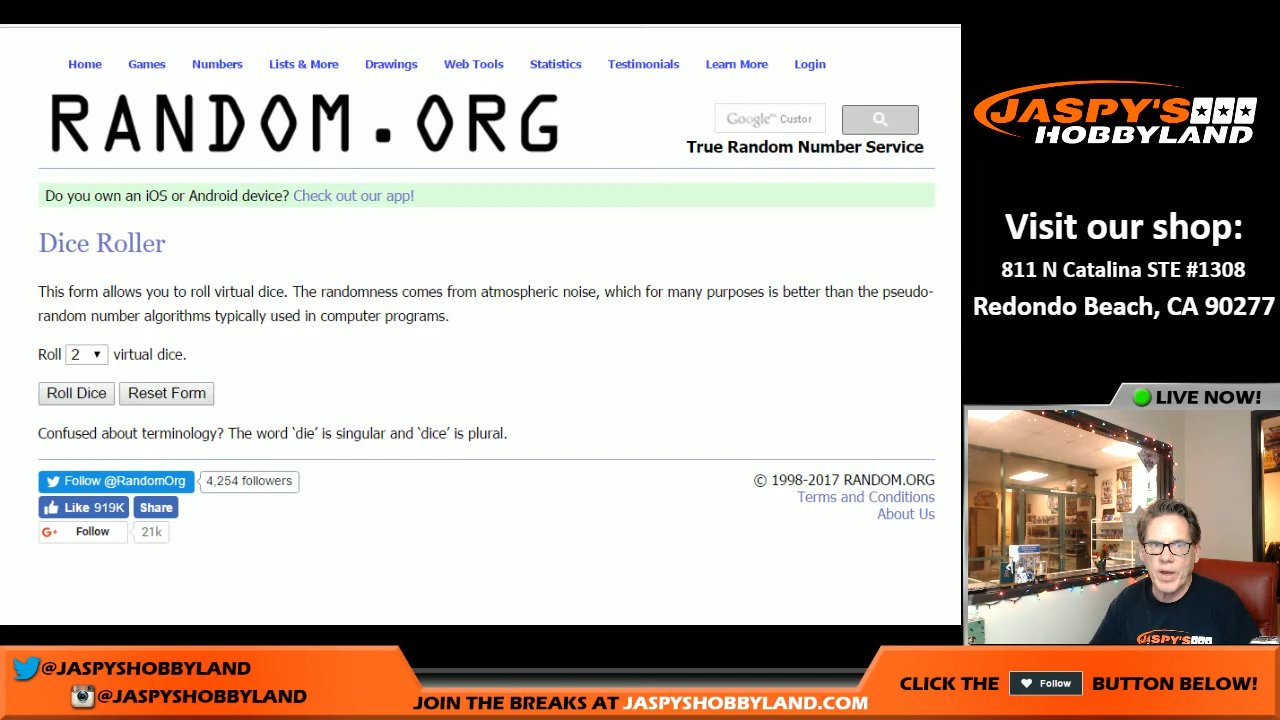 Home Games Numbers Lists & More Drawings Web Tools Statistics Testimonials Learn More Login
RANDOM.ORG
Google™ Custor
True Random Number Service
Do you own an iOS or Android device? Check out our app!
Dice Roller
This form allows you to roll virtual dice. The randomness comes from atmospheric noise, which for many purposes is better than the pseudo-
random number algorithms typically used in computer programs.
Roll 2 virtual dice.
Roll Dice Reset Form
Confused about terminology? The word ‘die’ is singular and ‘dice’ is plural.
Follow @RandomOrg 4,254 followers
Like 919K Share
G+ Follow 21k
© 1998-2017 RANDOM.ORG
Terms and Conditions
About Us
JASPY'S
HOBBYLAND
Visit our shop:
811 N Catalina STE #1308
Redondo Beach, CA 90277
LIVE NOW!
JASPY'S
@JASPYSHOBBYLAND
@JASPYSHOBBYLAND
JOIN THE BREAKS AT JASPYSHOBBYLAND.COM
CLICK THE Follow BUTTON BELOW!